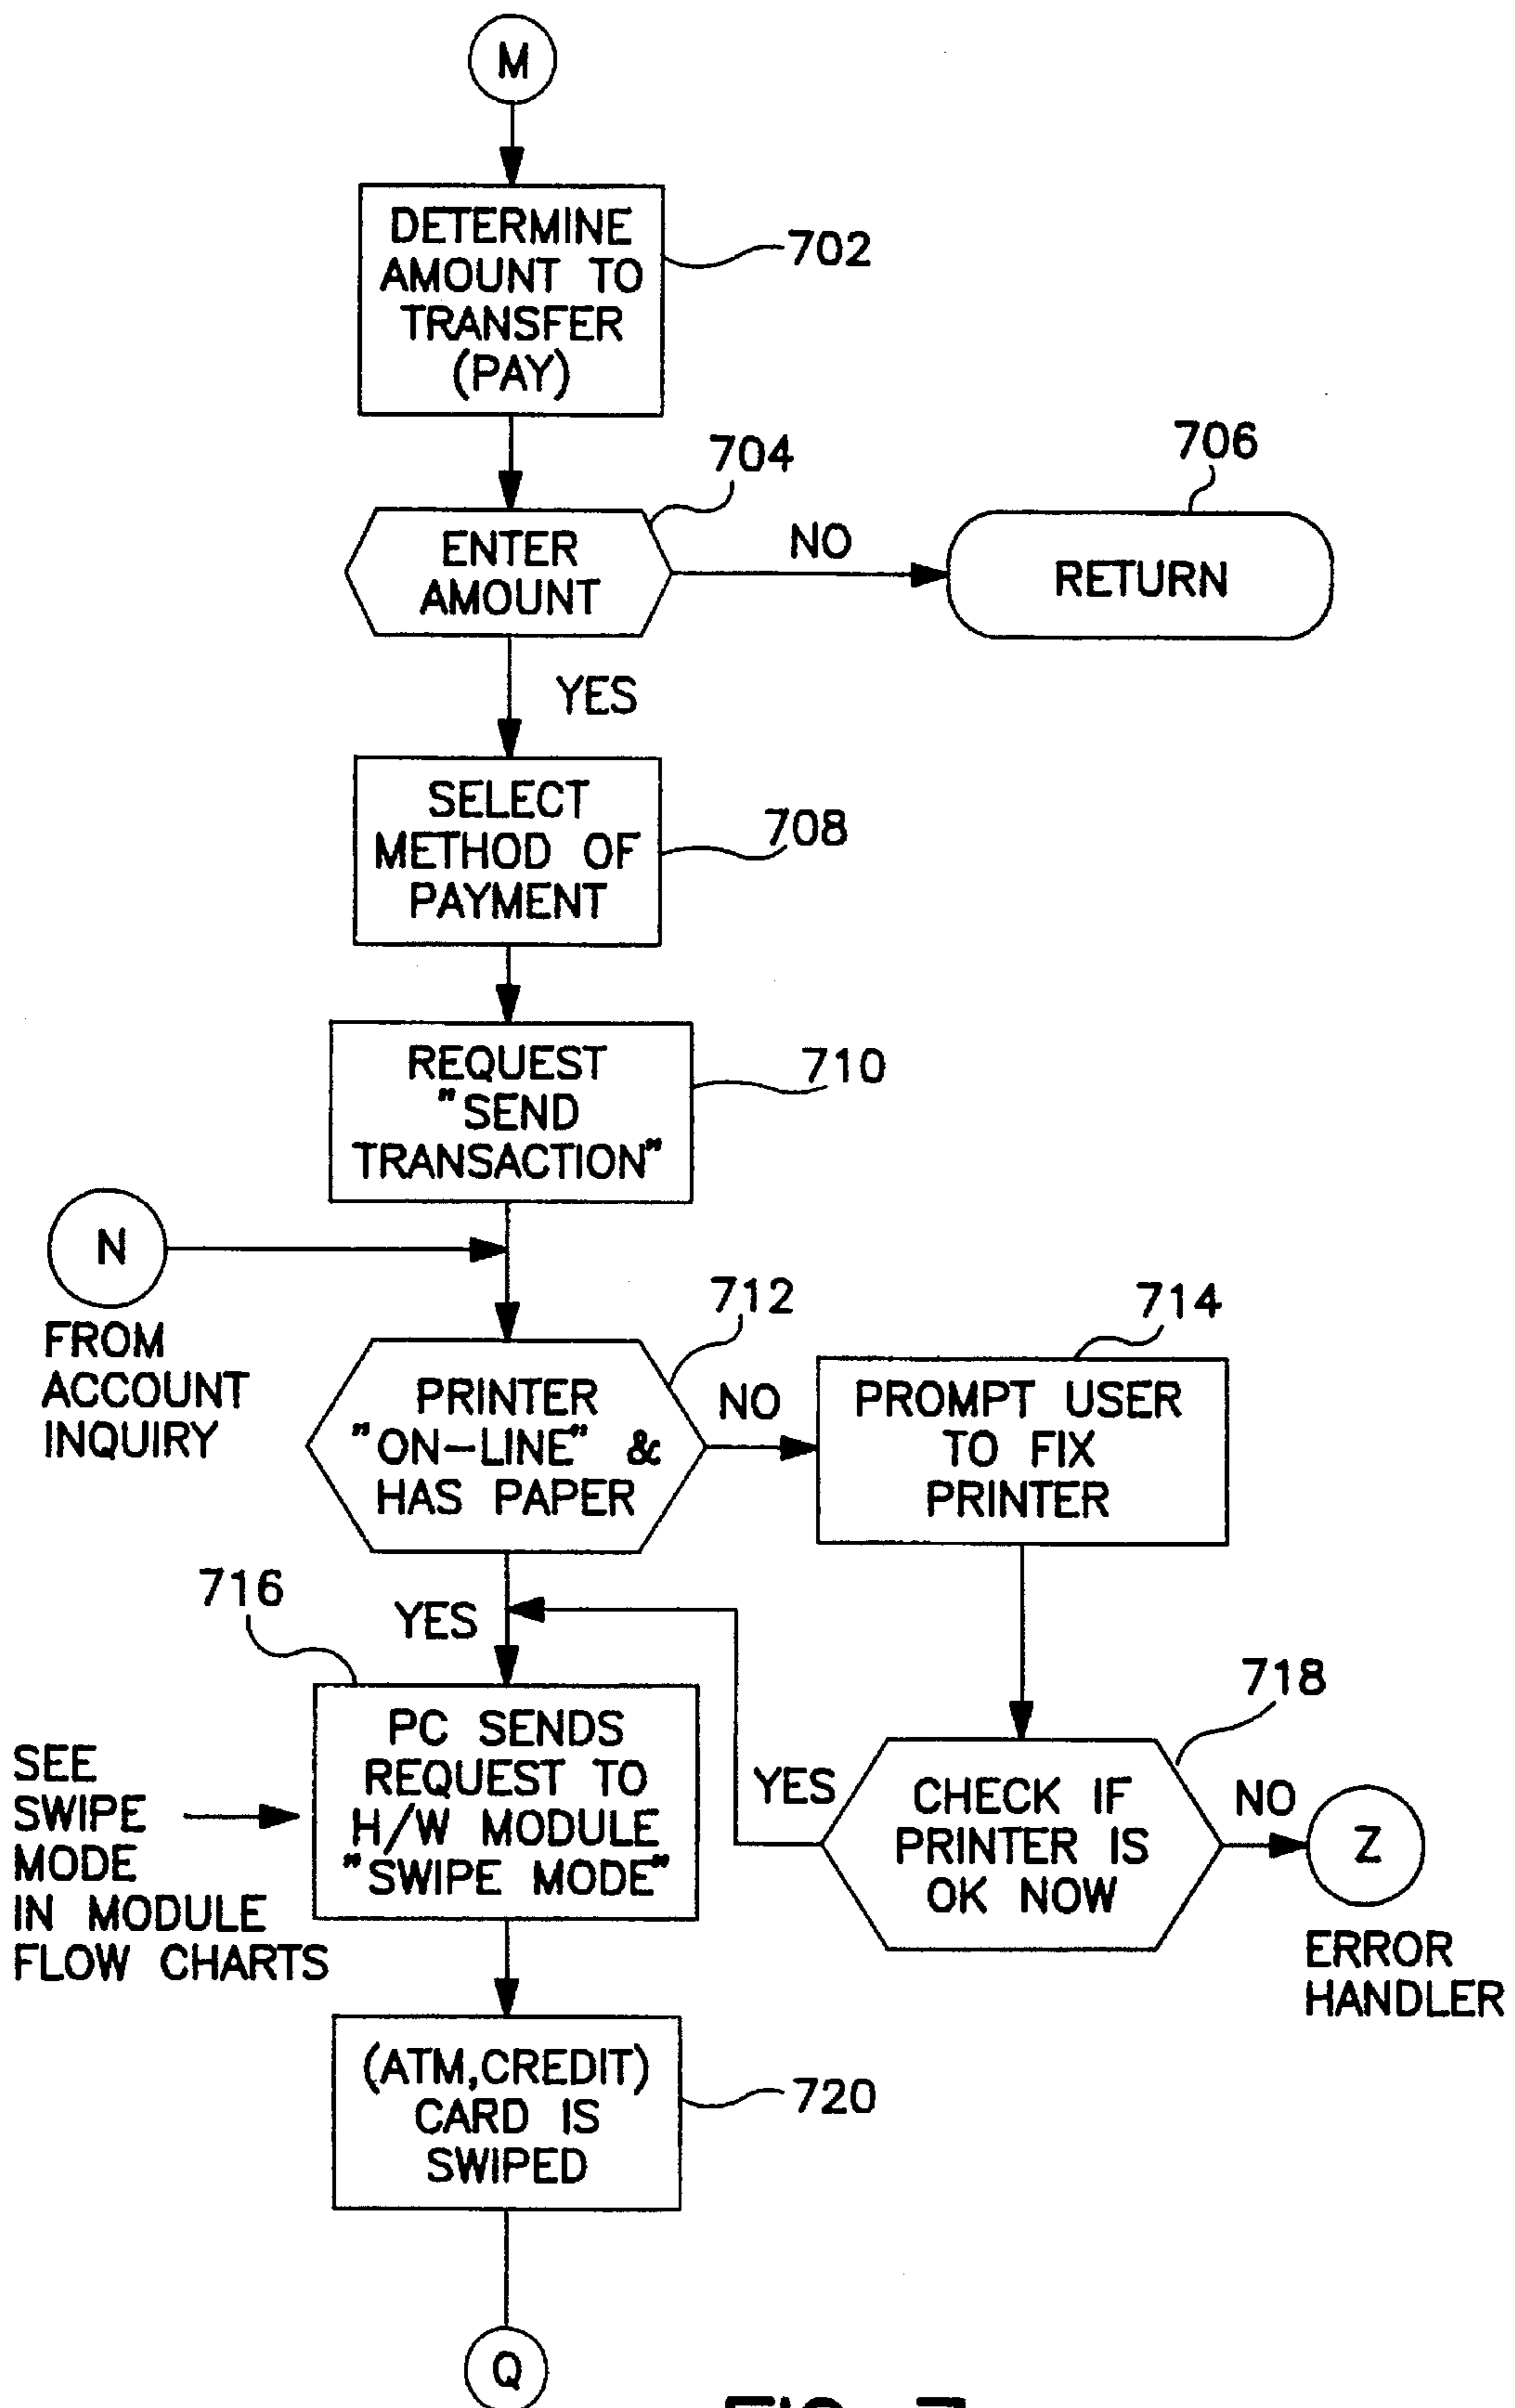 M
DETERMINE
AMOUNT TO
TRANSFER
(PAY)
702
704
ENTER
AMOUNT
NO
706
RETURN
YES
SELECT
METHOD OF
PAYMENT
708
REQUEST
"SEND
TRANSACTION"
710
N
FROM
ACCOUNT
INQUIRY
712
PRINTER
"ON-LINE" &
HAS PAPER
NO
714
PROMPT USER
TO FIX
PRINTER
716
YES
PC SENDS
REQUEST TO
H/W MODULE
"SWIPE MODE"
SEE
SWIPE
MODE
IN MODULE
FLOW CHARTS
718
YES
CHECK IF
PRINTER IS
OK NOW
NO
Z
ERROR
HANDLER
(ATM,CREDIT)
CARD IS
SWIPED
720
Q